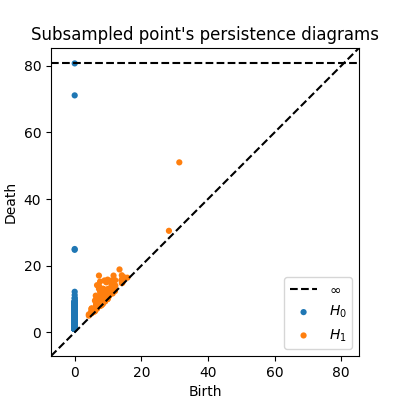 Subsampled point's persistence diagrams
80
60
40
20
0
Death
0 20 40 60 80
Birth
∞
H₀
H₁